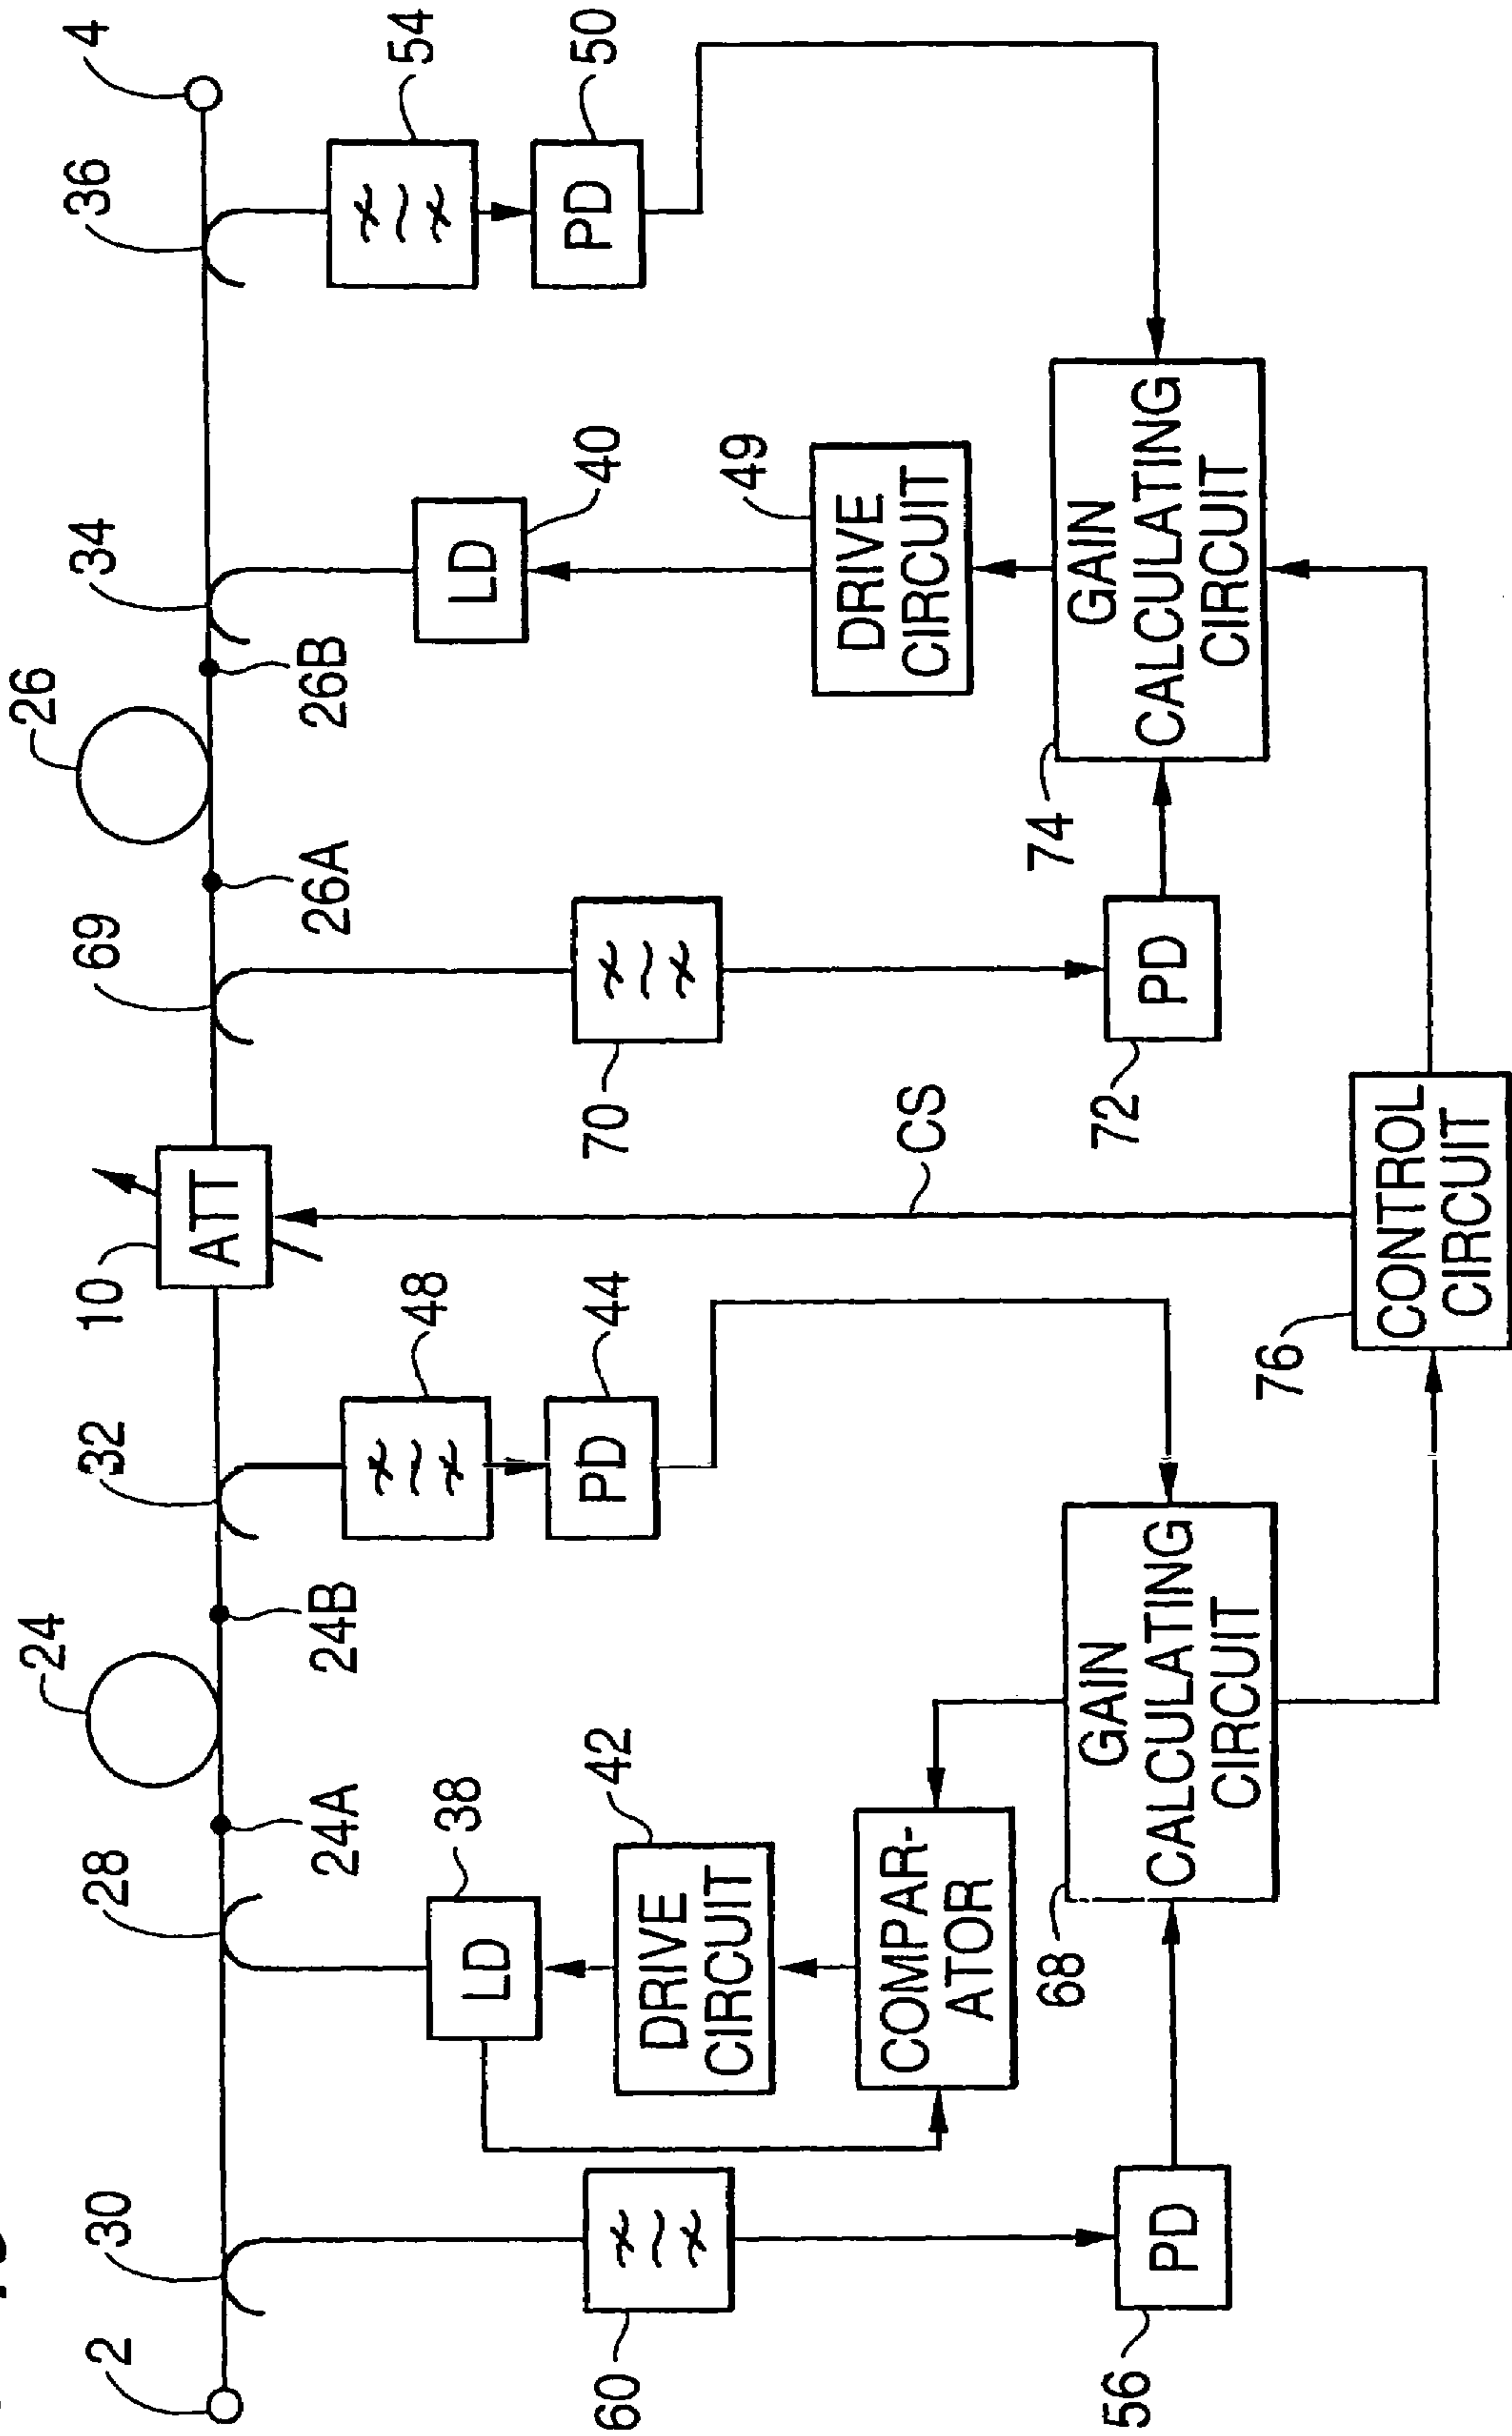 2
30
28
24A
24
24B
32
10
ATT
69
26A
26
26B
34
36
4
60
38
LD
42
DRIVE
CIRCUIT
COMPAR-
ATOR
48
44
PD
70
CS
LD
40
49
DRIVE
CIRCUIT
54
50
PD
56
PD
68
GAIN
CALCULATING
CIRCUIT
72
PD
74
GAIN
CALCULATING
CIRCUIT
76
CONTROL
CIRCUIT